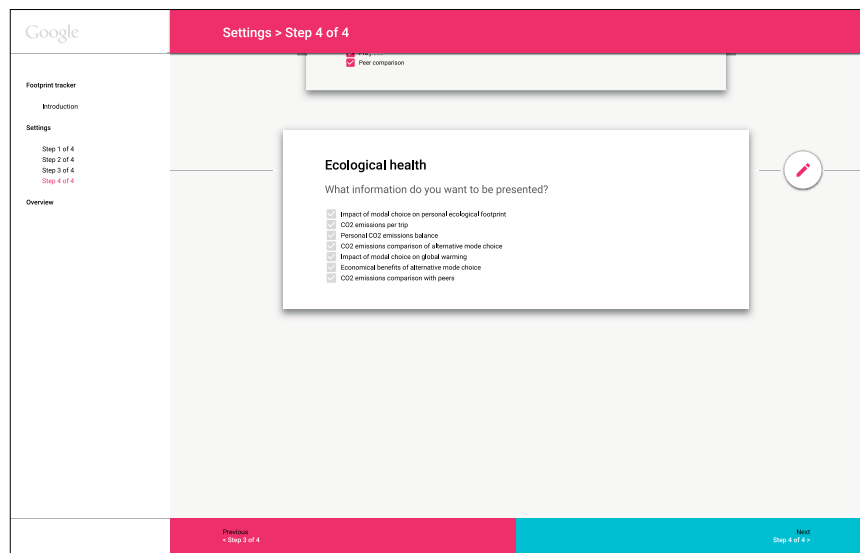 Google
Settings > Step 4 of 4
Peer comparison
Footprint tracker
Introduction
Settings
Step 1 of 4
Step 2 of 4
Step 3 of 4
Step 4 of 4
Overview
Ecological health
What information do you want to be presented?
Impact of modal choice on personal ecological footprint
CO2 emissions per trip
Personal CO2 emissions balance
CO2 emissions comparison of alternative mode choice
Impact of modal choice on global warming
Economical benefits of alternative mode choice
CO2 emissions comparison with peers
Previous
< Step 3 of 4
Next
Step 4 of 4 >